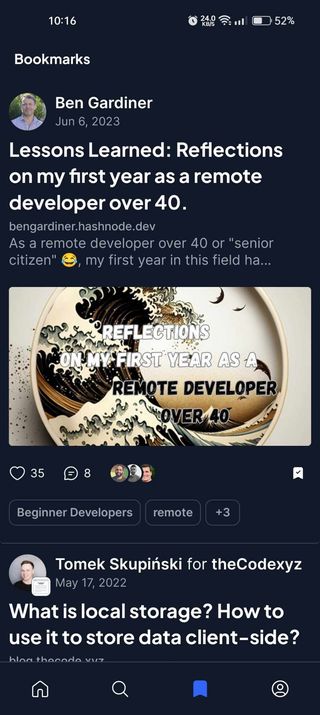 10:16
24.0
KB/S
52%
Bookmarks
Ben Gardiner
Jun 6, 2023
Lessons Learned: Reflections
on my first year as a remote
developer over 40.
bengardiner.hashnode.dev
As a remote developer over 40 or "senior
citizen" 😂, my first year in this field ha...
REFLECTIONS
ON MY FIRST YEAR AS A
REMOTE DEVELOPER
OVER 40
35
8
Beginner Developers
remote
+3
Tomek Skupiński for theCodexyz
May 17, 2022
What is local storage? How to
use it to store data client-side?
blog.thecode.xyz